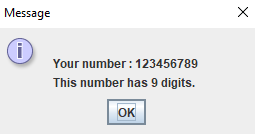 Message
Your number : 123456789
This number has 9 digits.
OK